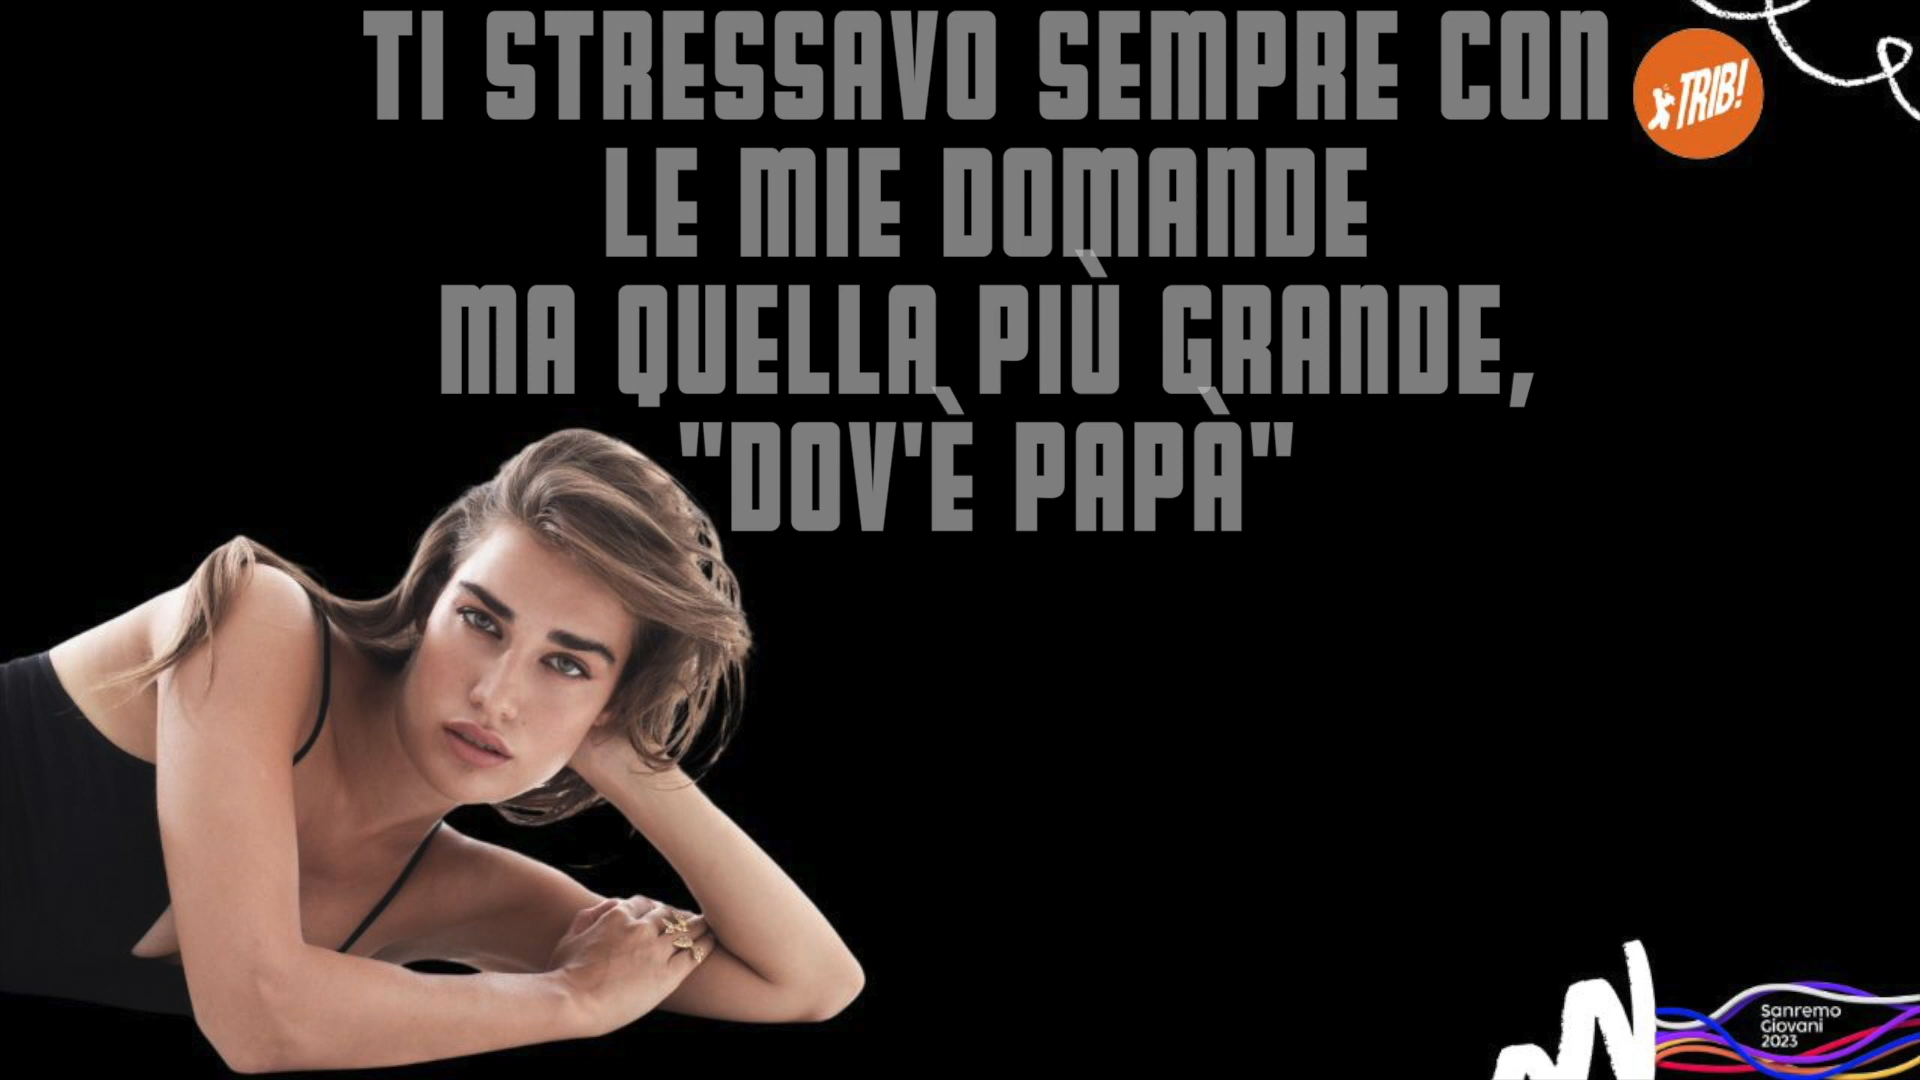 TI STRESSAVO SEMPRE CON
LE MIE DOMANDE
MA QUELLA PIÙ GRANDE,
"DOV'È PAPÀ"
TRIB!
Sanremo
Giovani
2023